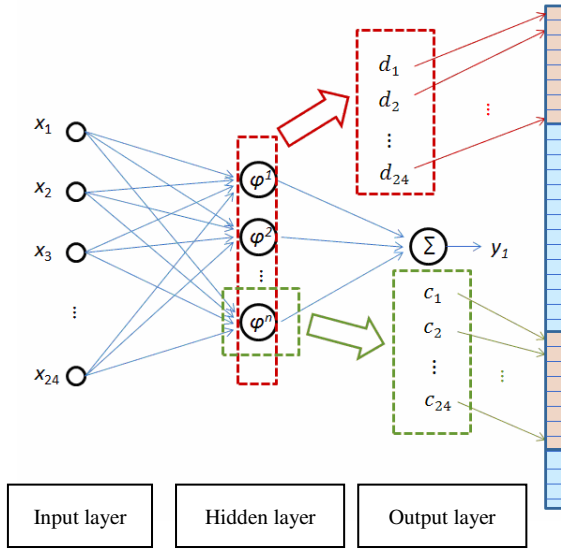 x₁
x₂
x₃
...
x₂₄
φ¹
φ²
...
φⁿ
d₁
d₂
⋮
d₂₄
⋮
Σ
y₁
c₁
c₂
⋮
c₂₄
⋮
Input layer
Hidden layer
Output layer